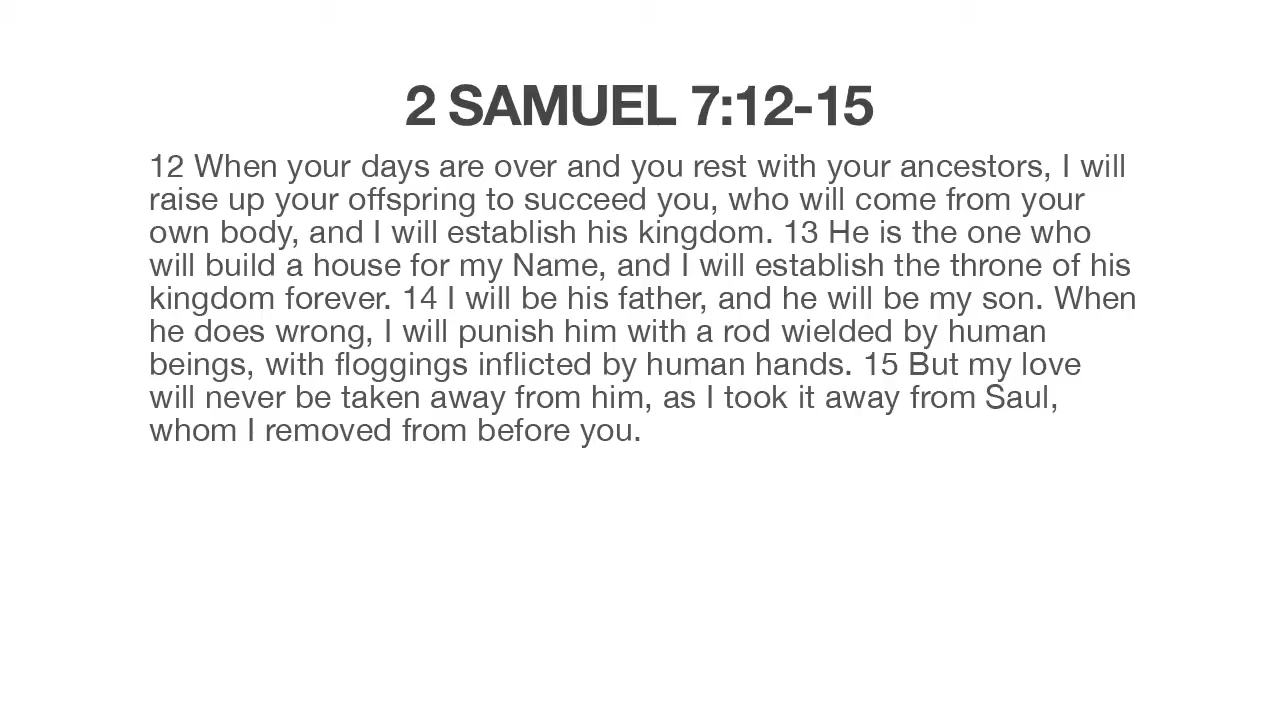 2 SAMUEL 7:12-15
12 When your days are over and you rest with your ancestors, I will
raise up your offspring to succeed you, who will come from your
own body, and I will establish his kingdom. 13 He is the one who
will build a house for my Name, and I will establish the throne of his
kingdom forever. 14 I will be his father, and he will be my son. When
he does wrong, I will punish him with a rod wielded by human
beings, with floggings inflicted by human hands. 15 But my love
will never be taken away from him, as I took it away from Saul,
whom I removed from before you.